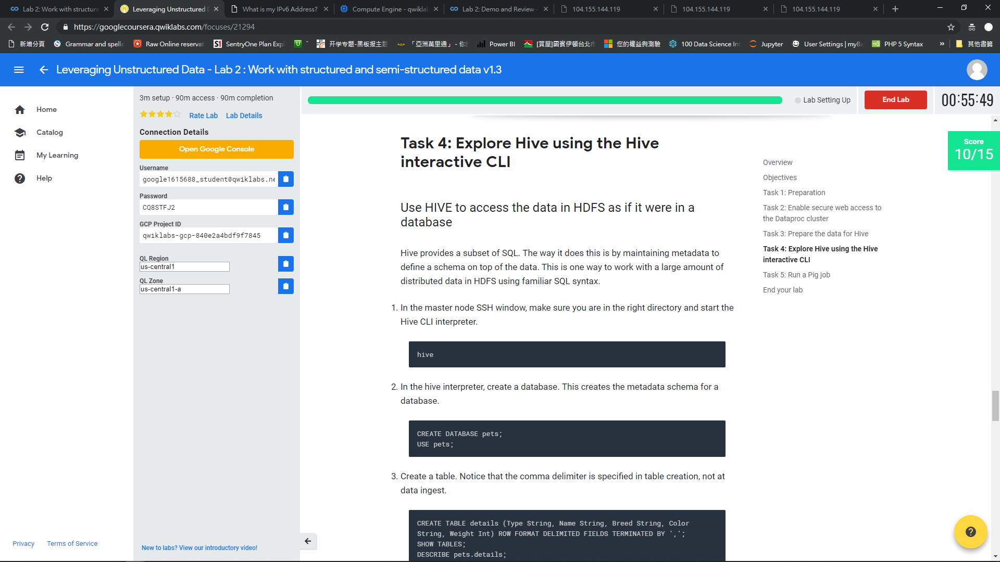 Lab 2: Work with structure
Leveraging Unstructured D
What is my IPv6 Address?
Compute Engine - qwikla
Lab 2: Demo and Review -
104.155.144.119
104.155.144.119
104.155.144.119
https://googlecoursera.qwiklabs.com/focuses/21294
新增分頁
Grammar and spell
Raw Online reservat
S1 SentryOne Plan Exp
开学专题-黑板报主题
「亞洲萬里通」 - 你
Power BI
[買屋]國賓伊頓台北市
您的權益與測驗
100 Data Science In
Jupyter
User Settings | myBa
PHP 5 Syntax
»
其他書籤
Leveraging Unstructured Data - Lab 2 : Work with structured and semi-structured data v1.3
Home
Catalog
My Learning
Help
Privacy
Terms of Service
3m setup · 90m access · 90m completion
Rate Lab
Lab Details
Connection Details
Open Google Console
Username
google1615688_student@qwiklabs.ne
Password
CQ8STFJ2
GCP Project ID
qwiklabs-gcp-840e2a4bdf9f7845
QL Region
us-central1
QL Zone
us-central1-a
New to labs? View our introductory video!
Lab Setting Up
End Lab
00:55:49
Score
10/15
Task 4: Explore Hive using the Hive
interactive CLI
Use HIVE to access the data in HDFS as if it were in a
database
Hive provides a subset of SQL. The way it does this is by maintaining metadata to
define a schema on top of the data. This is one way to work with a large amount of
distributed data in HDFS using familiar SQL syntax.
1. In the master node SSH window, make sure you are in the right directory and start the
Hive CLI interpreter.
hive
2. In the hive interpreter, create a database. This creates the metadata schema for a
database.
CREATE DATABASE pets;
USE pets;
3. Create a table. Notice that the comma delimiter is specified in table creation, not at
data ingest.
CREATE TABLE details (Type String, Name String, Breed String, Color
String, Weight Int) ROW FORMAT DELIMITED FIELDS TERMINATED BY ',';
SHOW TABLES;
DESCRIBE pets.details;
Overview
Objectives
Task 1: Preparation
Task 2: Enable secure web access to
the Dataproc cluster
Task 3: Prepare the data for Hive
Task 4: Explore Hive using the Hive
interactive CLI
Task 5: Run a Pig job
End your lab